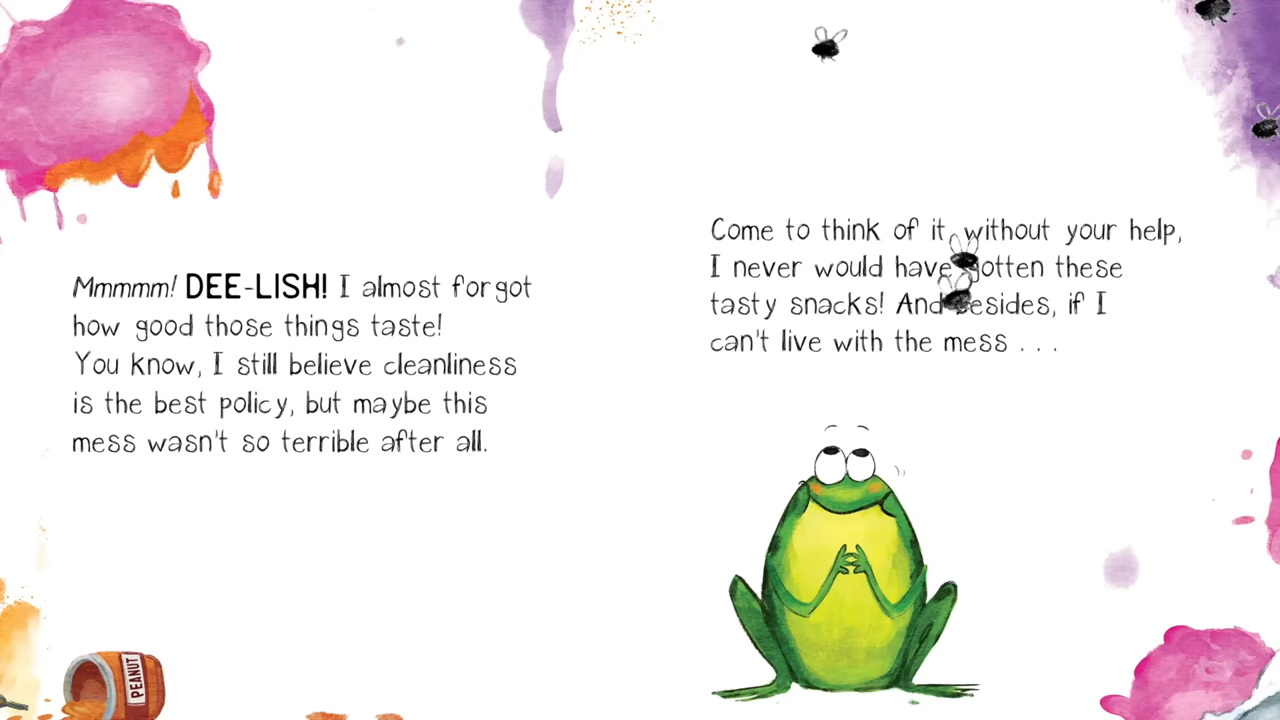 Mmmmm! DEE-LISH! I almost forgot
how good those things taste!
You know, I still believe cleanliness
is the best policy, but maybe this
mess wasn't so terrible after all.
Come to think of it, without your help,
I never would have gotten these
tasty snacks! And besides, if I
can't live with the mess . . .
PEANUT